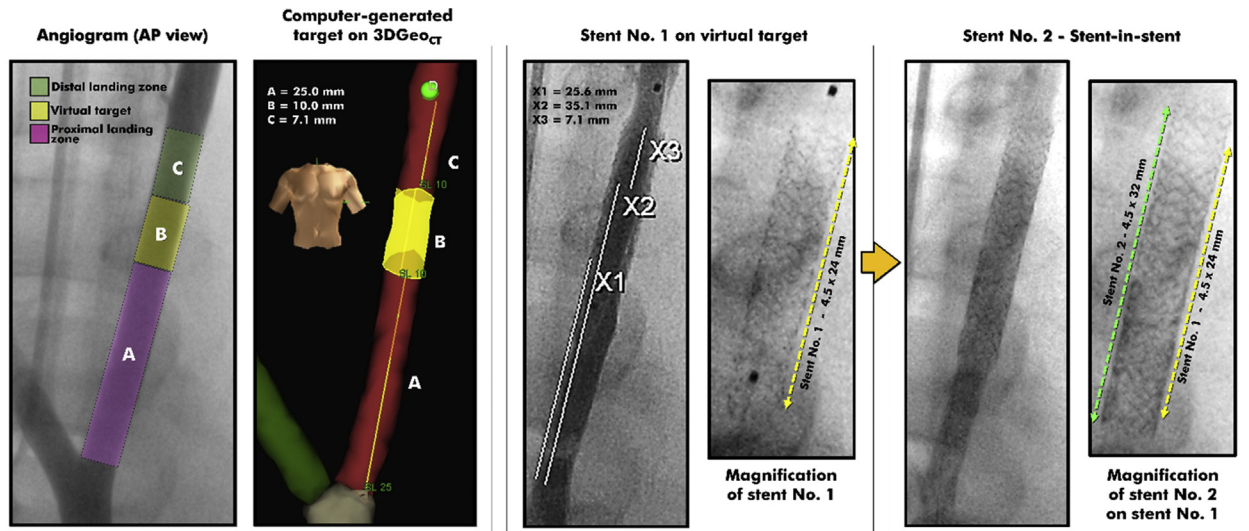 Angiogram (AP view)
Distal landing zone
Virtual target
Proximal landing
zone
C
B
A
Computer-generated
target on 3DGeoCT
A = 25.0 mm
B = 10.0 mm
C = 7.1 mm
C
SL 10
B
SL 10
A
SL 25
Stent No. 1 on virtual target
X1 = 25.6 mm
X2 = 35.1 mm
X3 = 7.1 mm
X3
X2
X1
Stent No. 1 - 4.5 x 24 mm
Magnification
of stent No. 1
Stent No. 2 - Stent-in-stent
Stent No. 2 - 4.5 x 32 mm
Stent No. 1 - 4.5 x 24 mm
Magnification
of stent No. 2
on stent No. 1